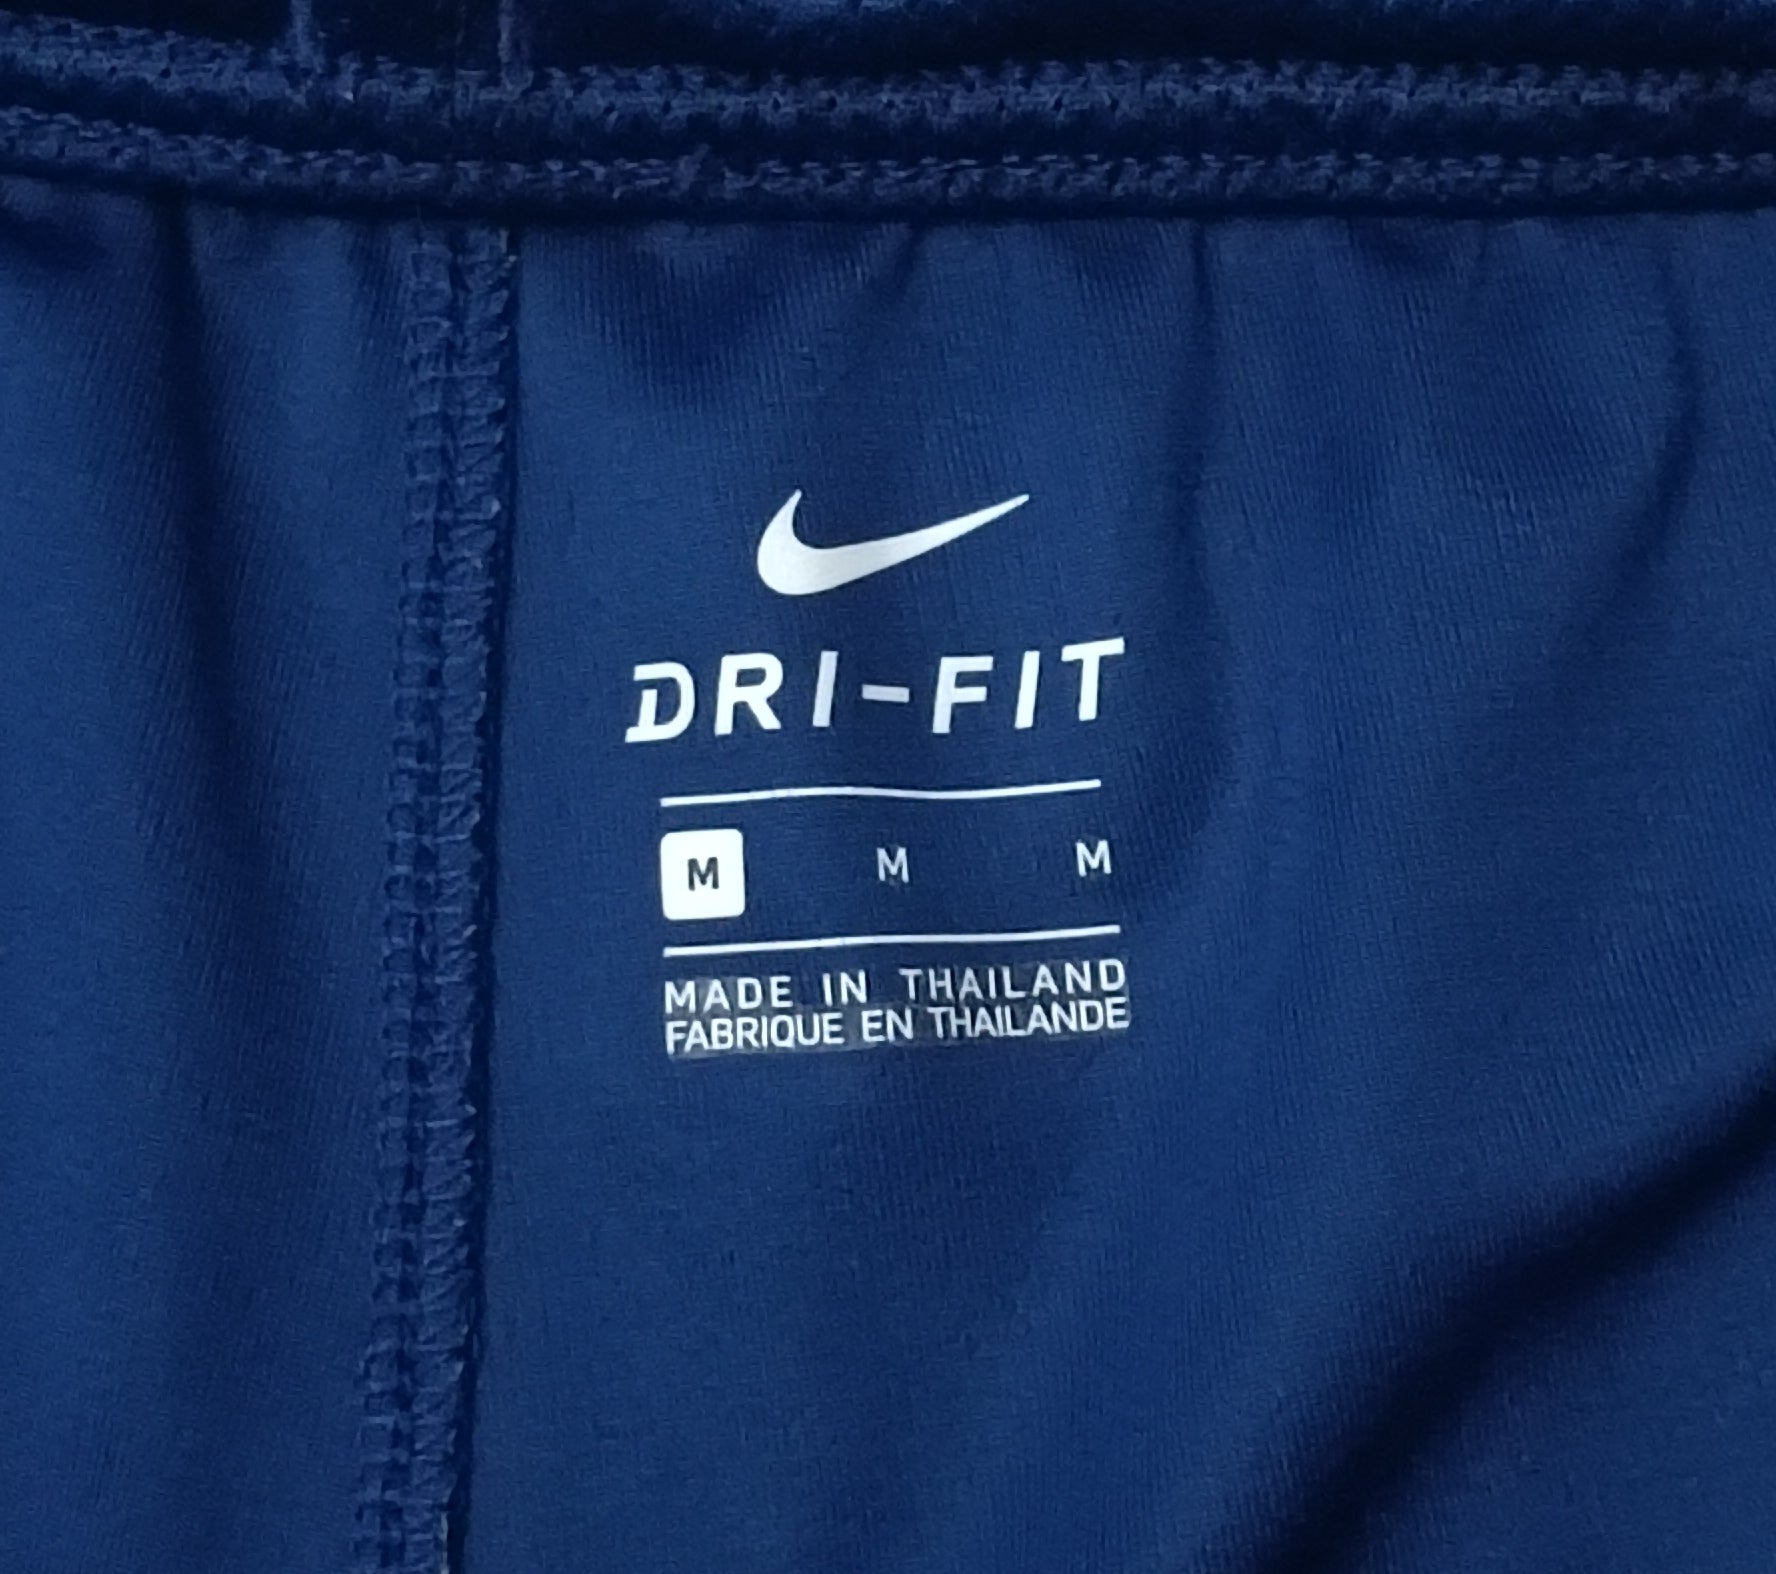 DRI-FIT
M M M
MADE IN THAILAND
FABRIQUE EN THAILANDE